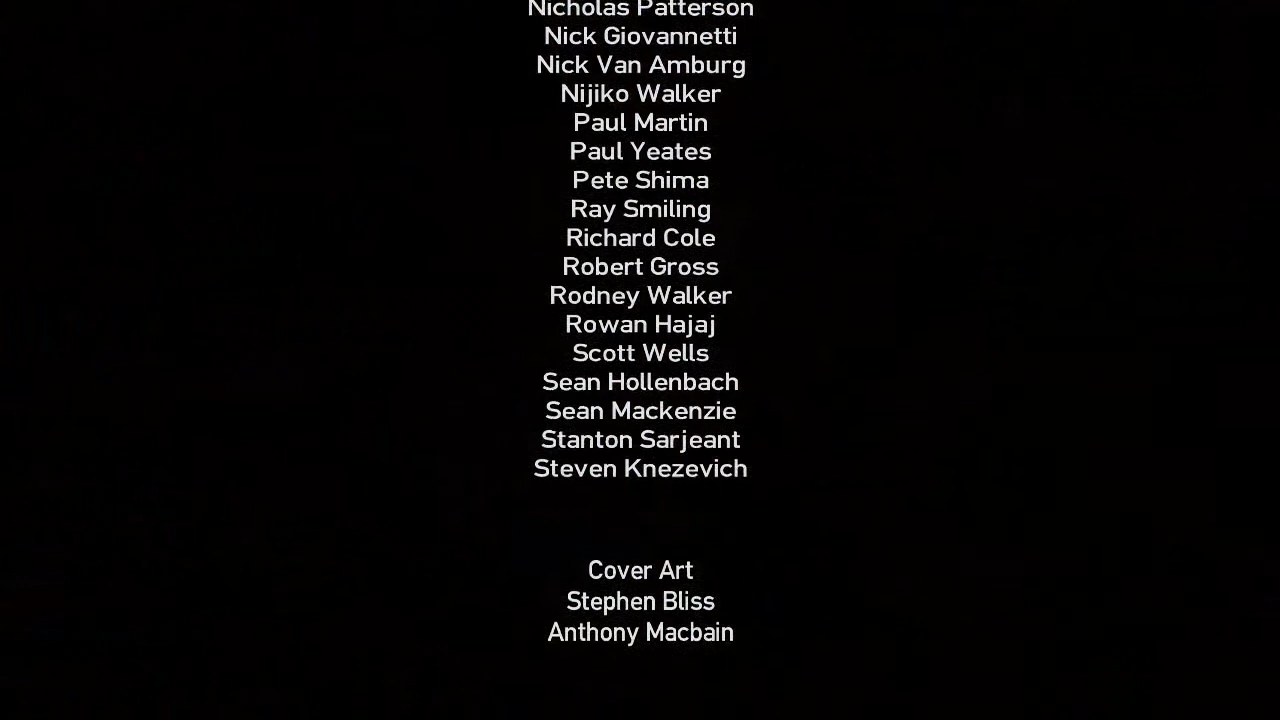 Nicholas Patterson
Nick Giovannetti
Nick Van Amburg
Nijiko Walker
Paul Martin
Paul Yeates
Pete Shima
Ray Smiling
Richard Cole
Robert Gross
Rodney Walker
Rowan Hajaj
Scott Wells
Sean Hollenbach
Sean Mackenzie
Stanton Sarjeant
Steven Knezevich
Cover Art
Stephen Bliss
Anthony Macbain